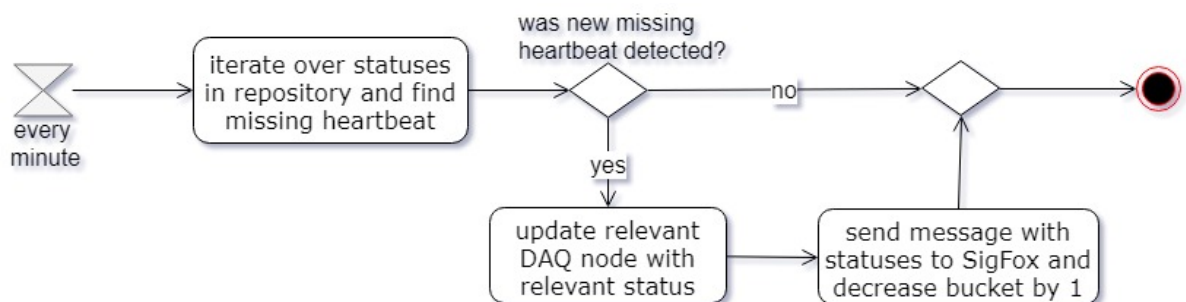 every
minute
iterate over statuses
in repository and find
missing heartbeat
was new missing
heartbeat detected?
no
yes
update relevant
DAQ node with
relevant status
send message with
statuses to SigFox and
decrease bucket by 1